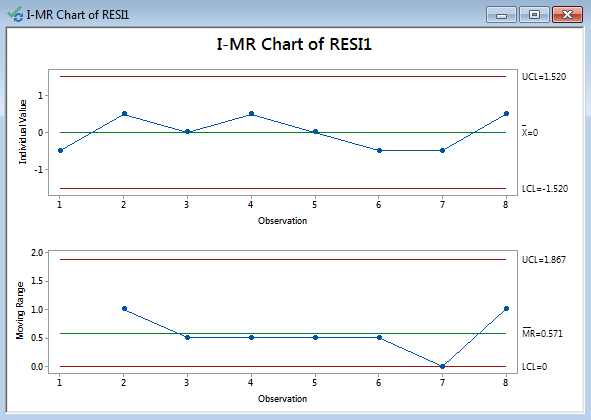 I-MR Chart of RESI1
I-MR Chart of RESI1
Individual Value
1
0
-1
UCL=1.520
X̅=0
LCL=-1.520
1 2 3 4 5 6 7 8
Observation
Moving Range
2.0
1.5
1.0
0.5
0.0
UCL=1.867
M̅R̅=0.571
LCL=0
1 2 3 4 5 6 7 8
Observation